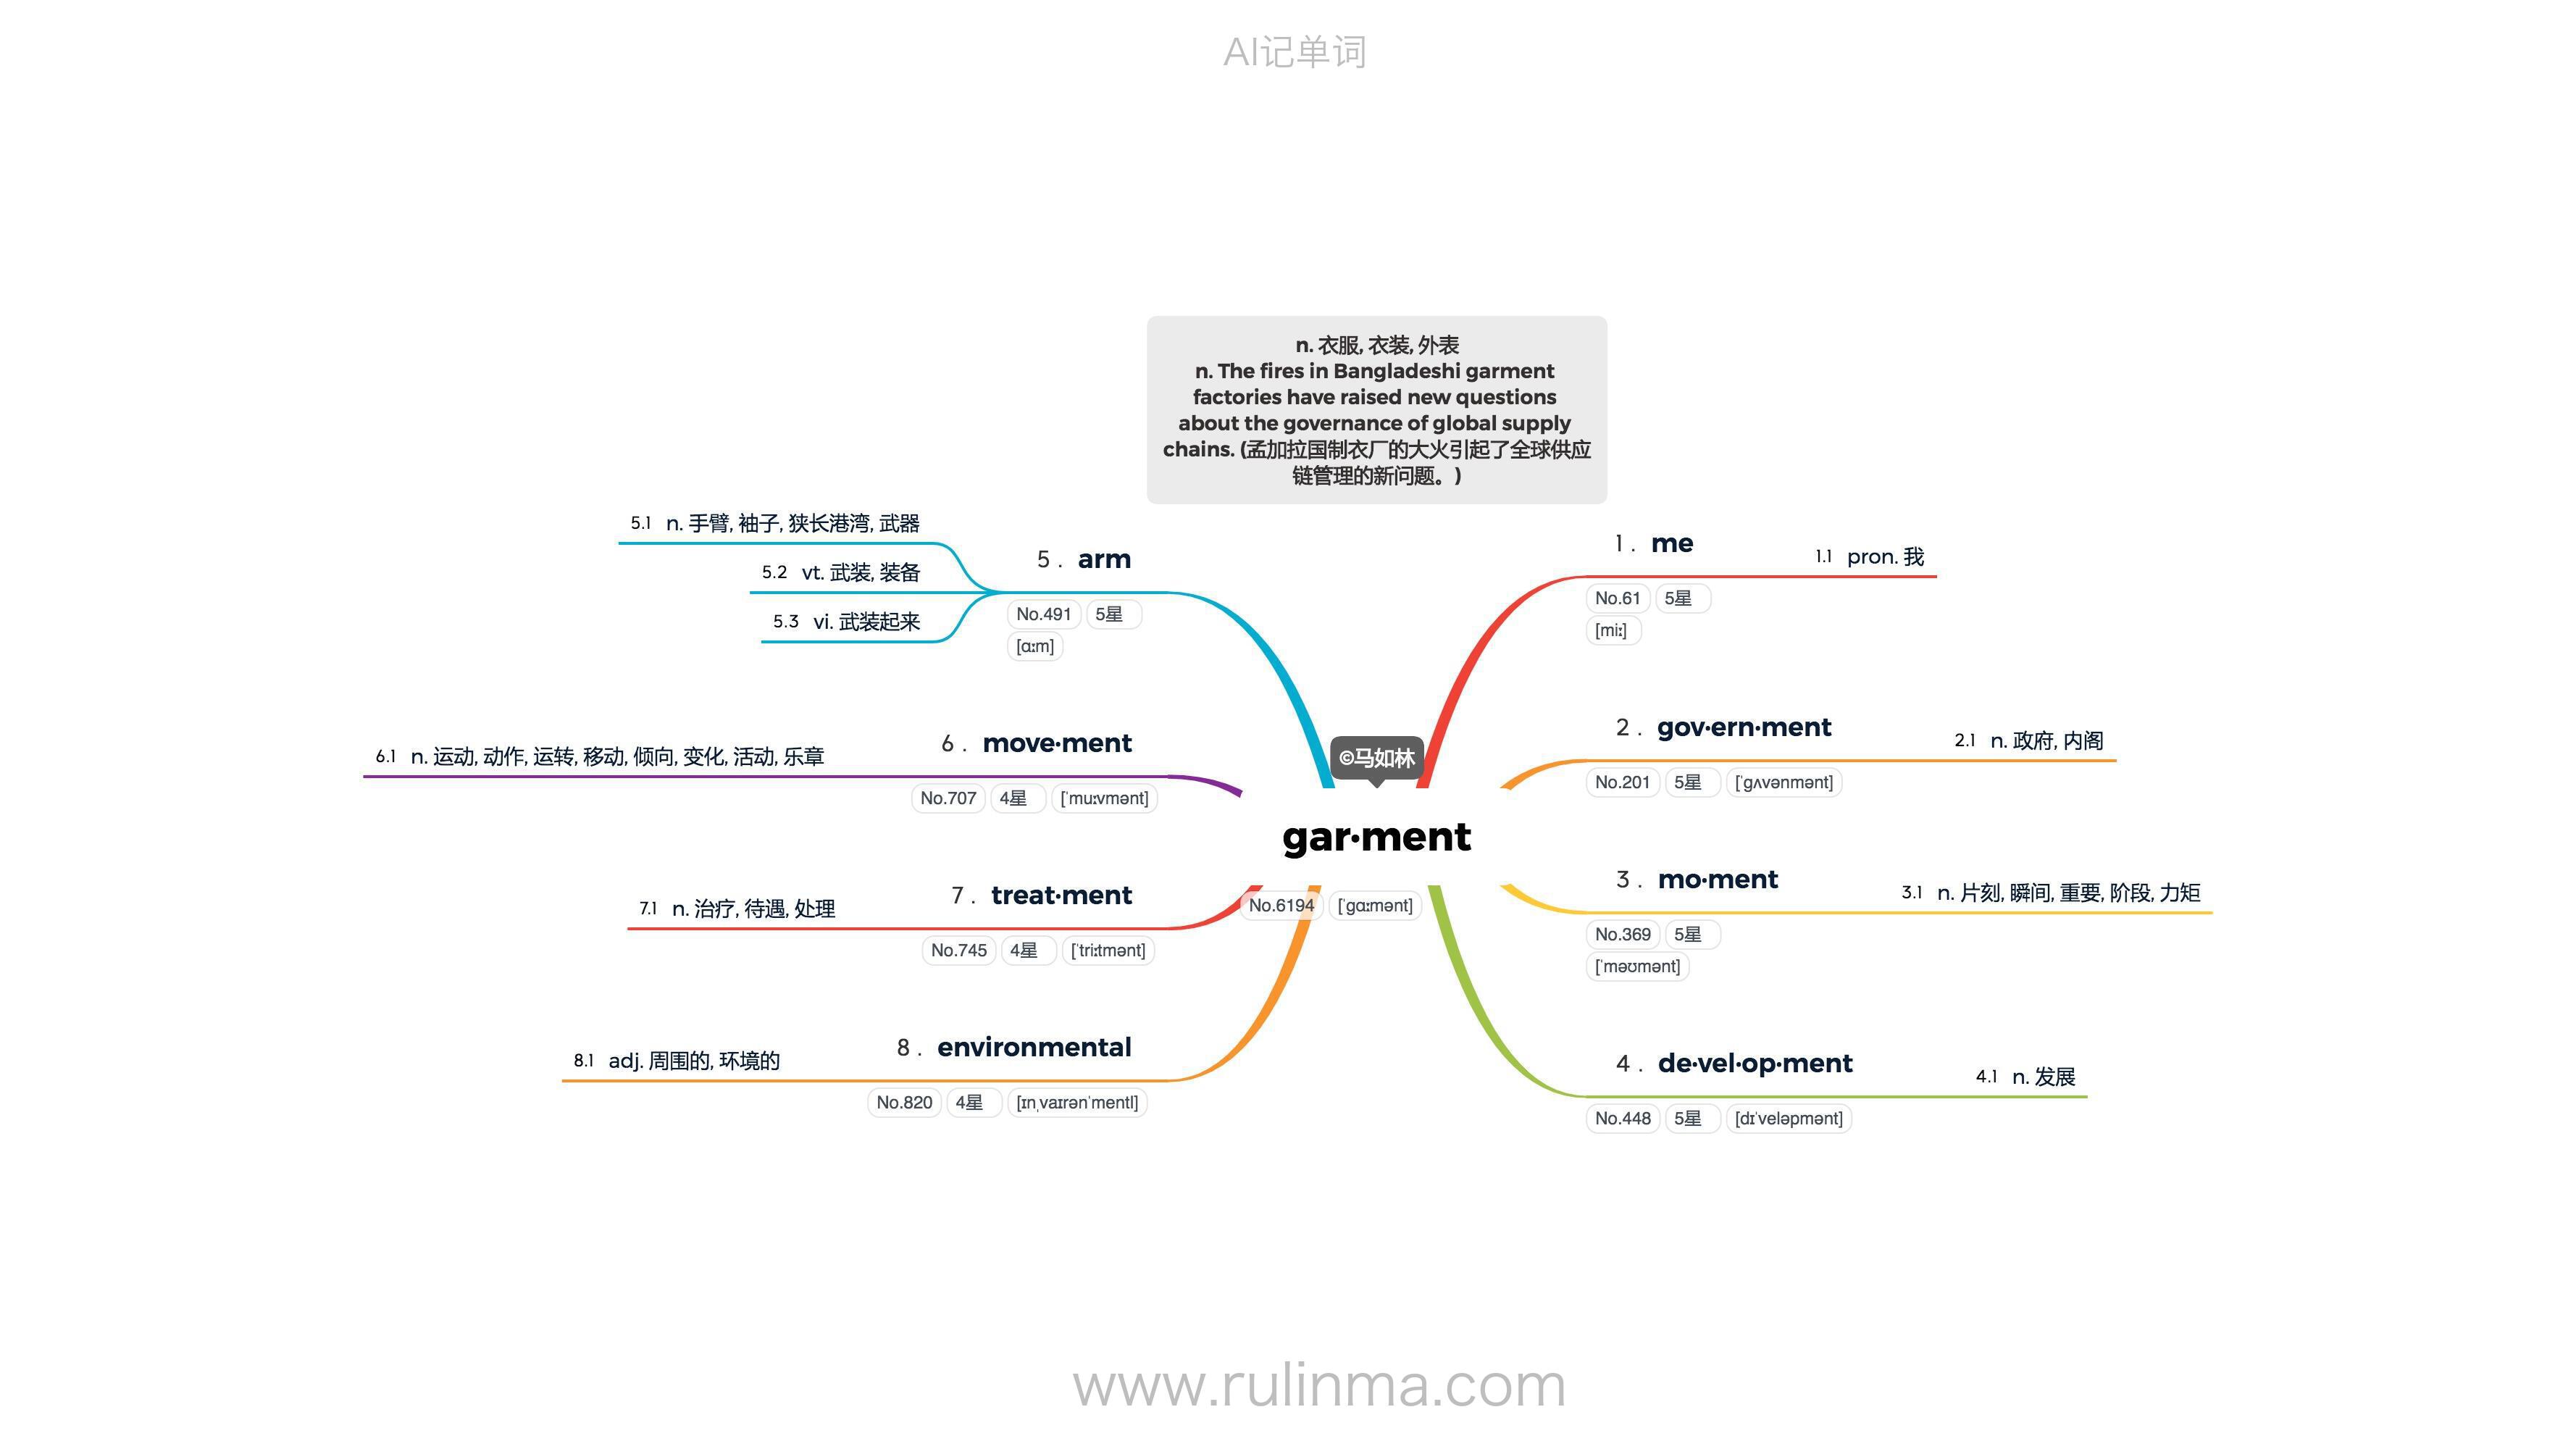 AI记单词
n. 衣服, 衣装, 外表
n. The fires in Bangladeshi garment
factories have raised new questions
about the governance of global supply
chains. (孟加拉国制衣厂的大火引起了全球供应
链管理的新问题。)
©马如林
gar·ment
No.6194 [ˈɡɑːmənt]
1. me
No.61 5星
[miː]
1.1 pron. 我
2. gov·ern·ment
No.201 5星 [ˈɡʌvənmənt]
2.1 n. 政府, 内阁
3. mo·ment
No.369 5星
[ˈməʊmənt]
3.1 n. 片刻, 瞬间, 重要, 阶段, 力矩
4. de·vel·op·ment
No.448 5星 [dɪˈveləpmənt]
4.1 n. 发展
5. arm
No.491 5星
[ɑːm]
5.1 n. 手臂, 袖子, 狭长港湾, 武器
5.2 vt. 武装, 装备
5.3 vi. 武装起来
6. move·ment
No.707 4星 [ˈmuːvmənt]
6.1 n. 运动, 动作, 运转, 移动, 倾向, 变化, 活动, 乐章
7. treat·ment
No.745 4星 [ˈtriːtmənt]
7.1 n. 治疗, 待遇, 处理
8. environmental
No.820 4星 [ɪnˌvaɪrənˈmentl]
8.1 adj. 周围的, 环境的
www.rulinma.com